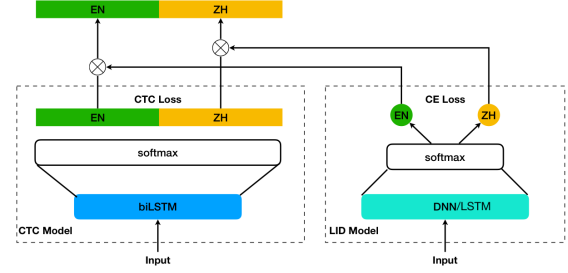 EN ZH
CTC Loss
CE Loss
EN ZH
EN ZH
softmax
softmax
biLSTM
DNN/LSTM
CTC Model
LID Model
Input
Input